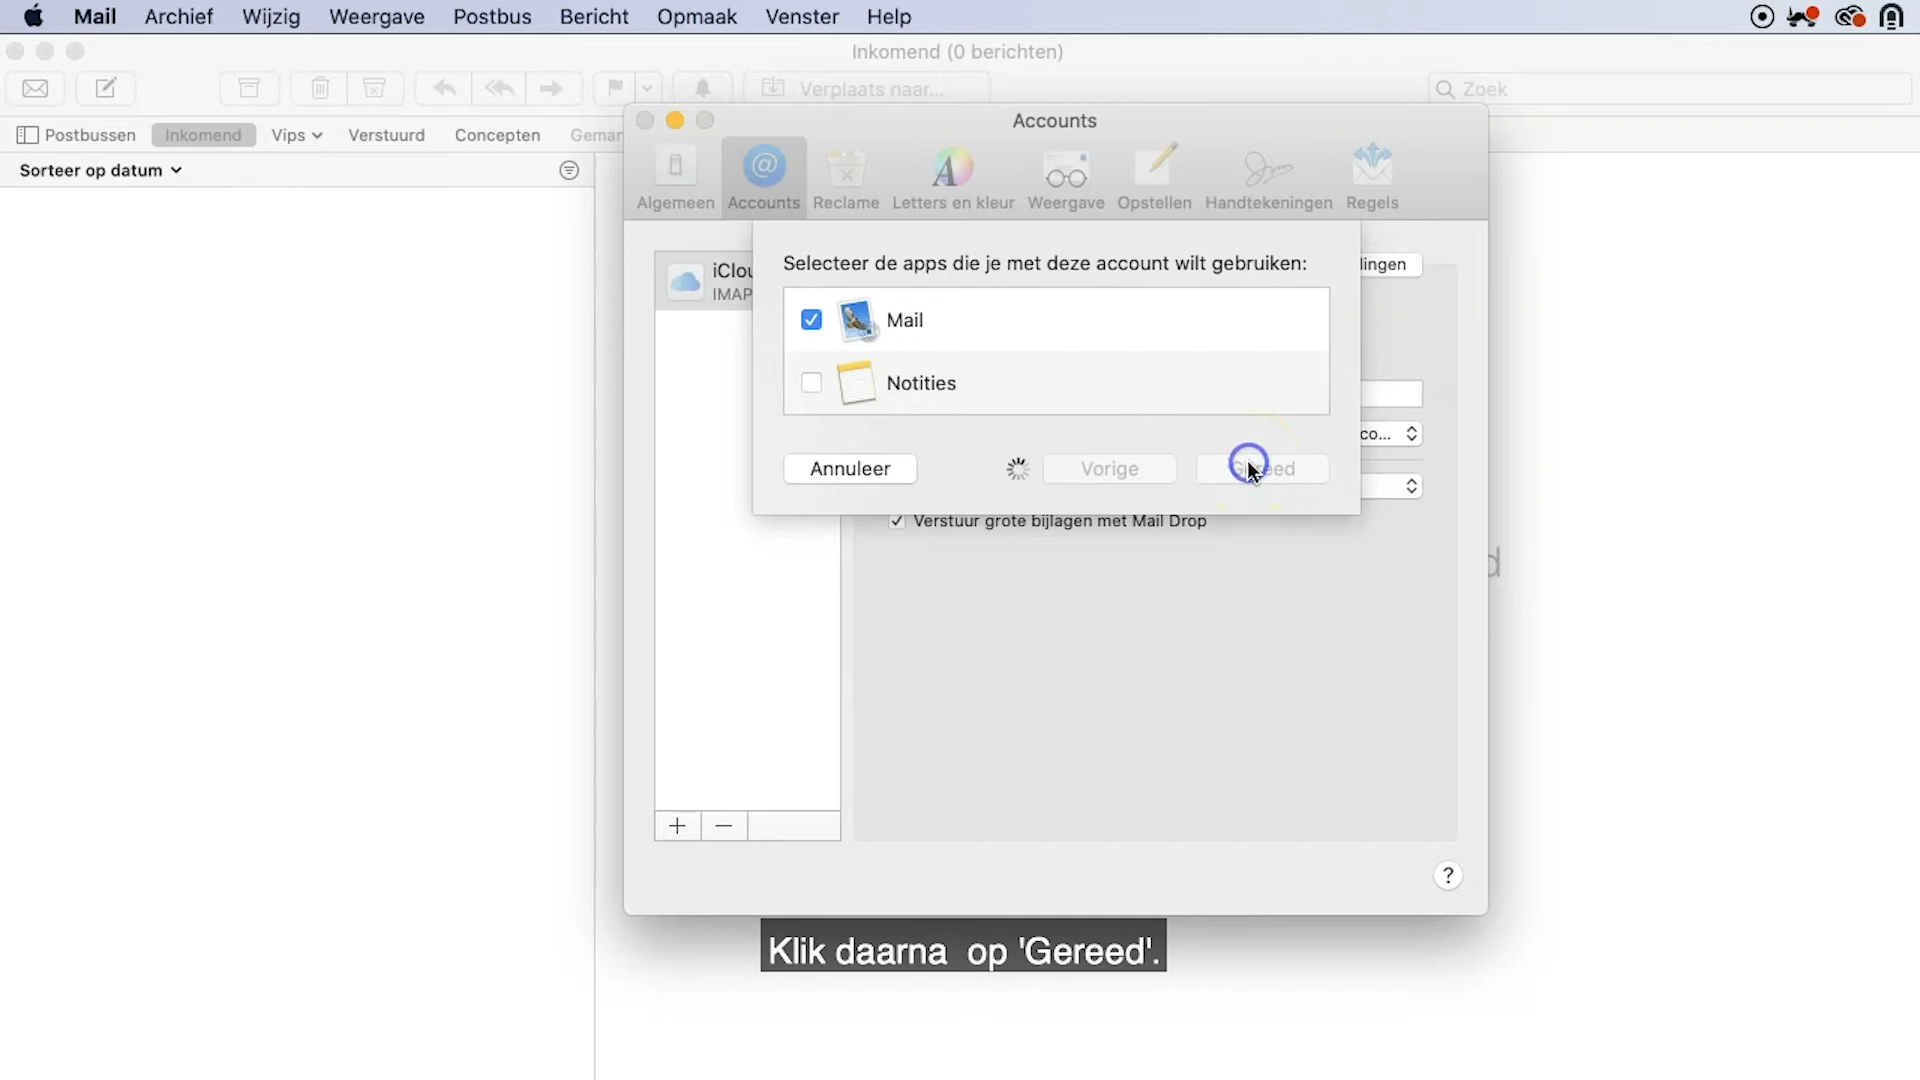 Mail Archief Wijzig Weergave Postbus Bericht Opmaak Venster Help
Inkomend (0 berichten)
Verplaats naar...
Zoek
Postbussen Inkomend Vips Verstuurd Concepten
Sorteer op datum
Accounts
Algemeen Accounts Reclame Letters en kleur Weergave Opstellen Handtekeningen Regels
Selecteer de apps die je met deze account wilt gebruiken:
IMAP
Mail
Notities
co...
Annuleer Vorige Gereed
Verstuur grote bijlagen met Mail Drop
?
Klik daarna op 'Gereed'.